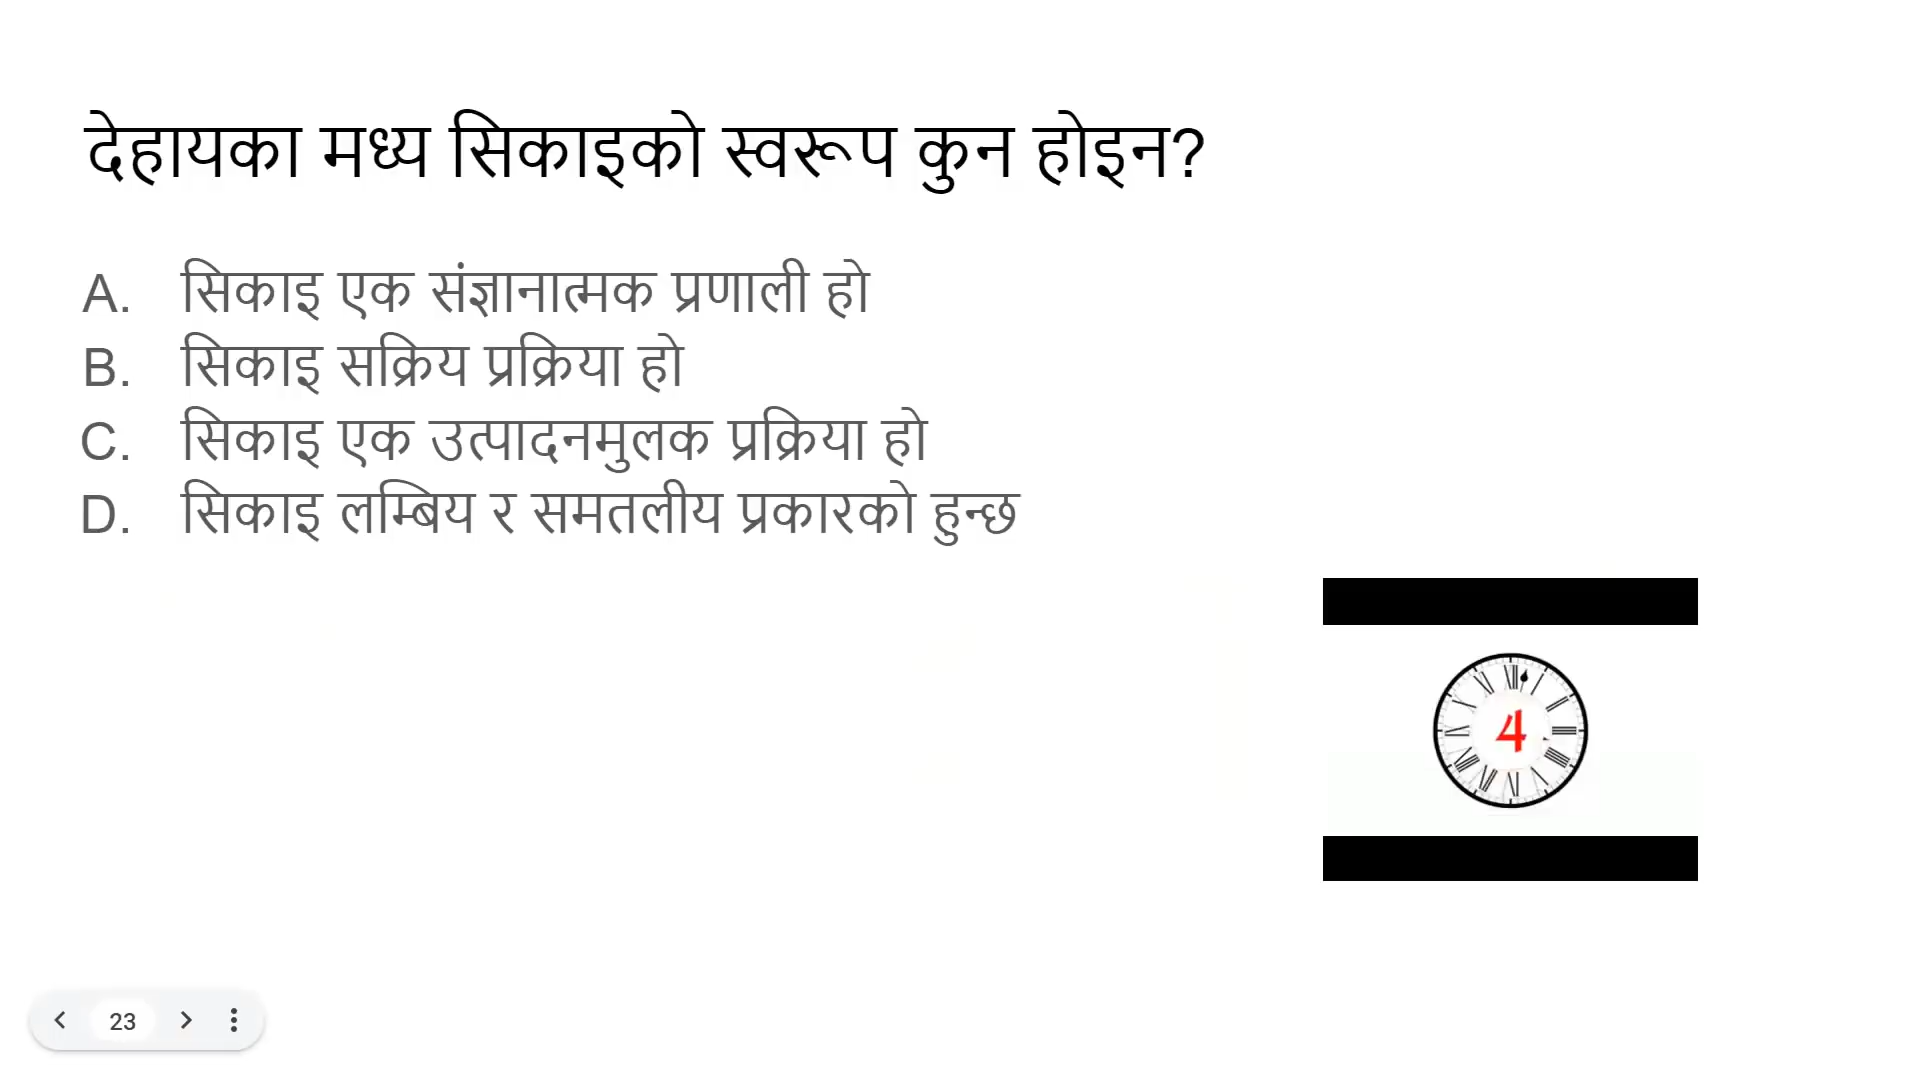 देहायका मध्य सिकाइको स्वरूप कुन होइन?
A. सिकाइ एक संज्ञानात्मक प्रणाली हो
B. सिकाइ सक्रिय प्रक्रिया हो
C. सिकाइ एक उत्पादनमुलक प्रक्रिया हो
D. सिकाइ लम्बिय र समतलीय प्रकारको हुन्छ
4
23